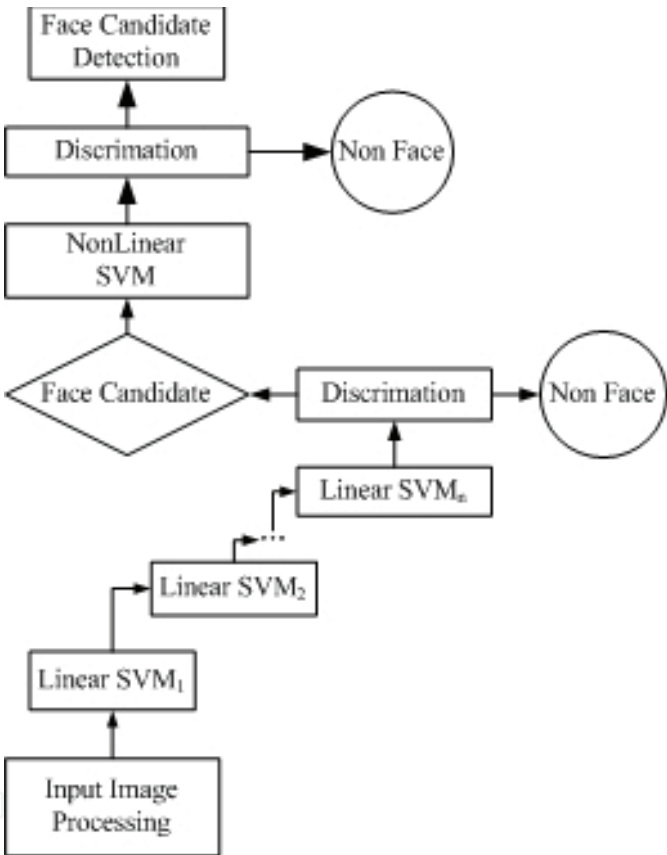 Face Candidate
Detection
Discrimation
Non Face
NonLinear
SVM
Face Candidate
Discrimation
Non Face
Linear SVMₙ
...
Linear SVM₂
Linear SVM₁
Input Image
Processing